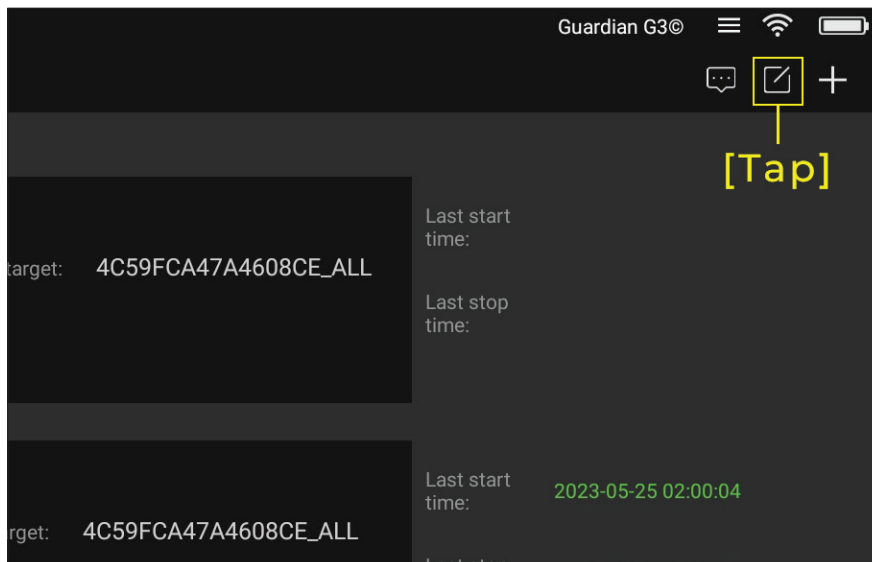 Guardian G3©
[Tap]
Last start
time:
target: 4C59FCA47A4608CE_ALL
Last stop
time:
Last start
time: 2023-05-25 02:00:04
rget: 4C59FCA47A4608CE_ALL